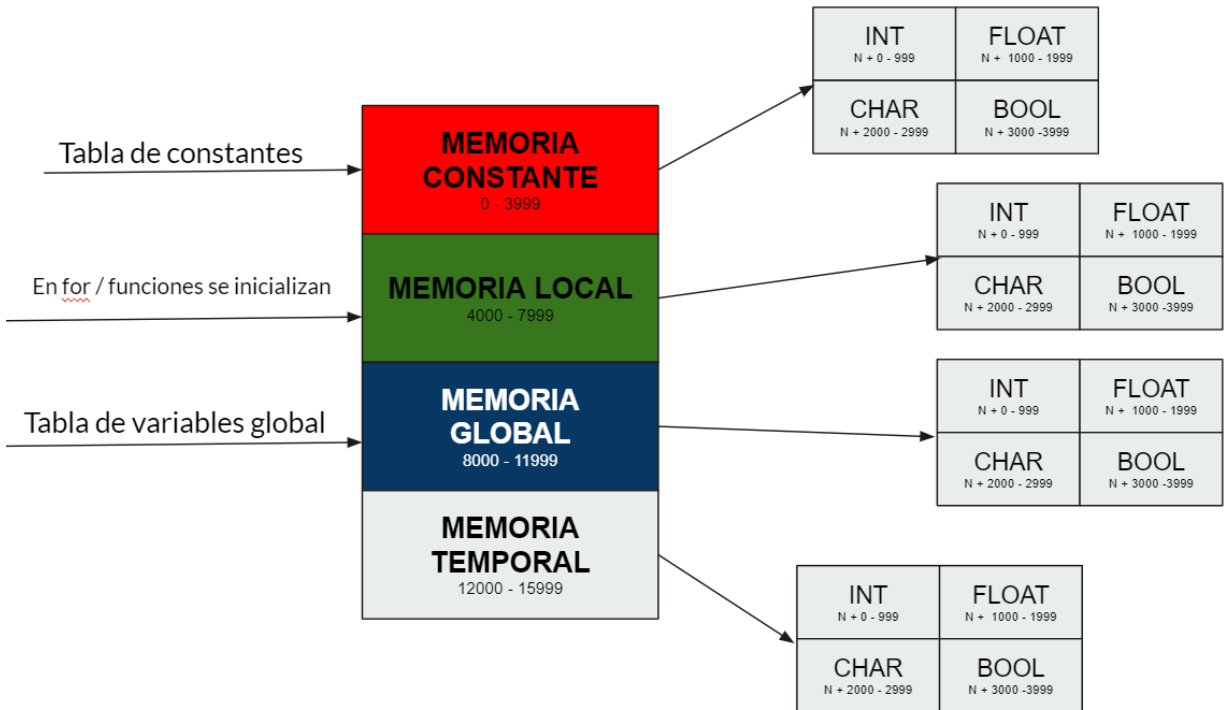 Tabla de constantes
En for / funciones se inicializan
Tabla de variables global
MEMORIA
CONSTANTE
0 - 3999
MEMORIA LOCAL
4000 - 7999
MEMORIA
GLOBAL
8000 - 11999
MEMORIA
TEMPORAL
12000 - 15999
INT
N + 0 - 999
FLOAT
N + 1000 - 1999
CHAR
N + 2000 - 2999
BOOL
N + 3000 -3999
INT
N + 0 - 999
FLOAT
N + 1000 - 1999
CHAR
N + 2000 - 2999
BOOL
N + 3000 -3999
INT
N + 0 - 999
FLOAT
N + 1000 - 1999
CHAR
N + 2000 - 2999
BOOL
N + 3000 -3999
INT
N + 0 - 999
FLOAT
N + 1000 - 1999
CHAR
N + 2000 - 2999
BOOL
N + 3000 -3999